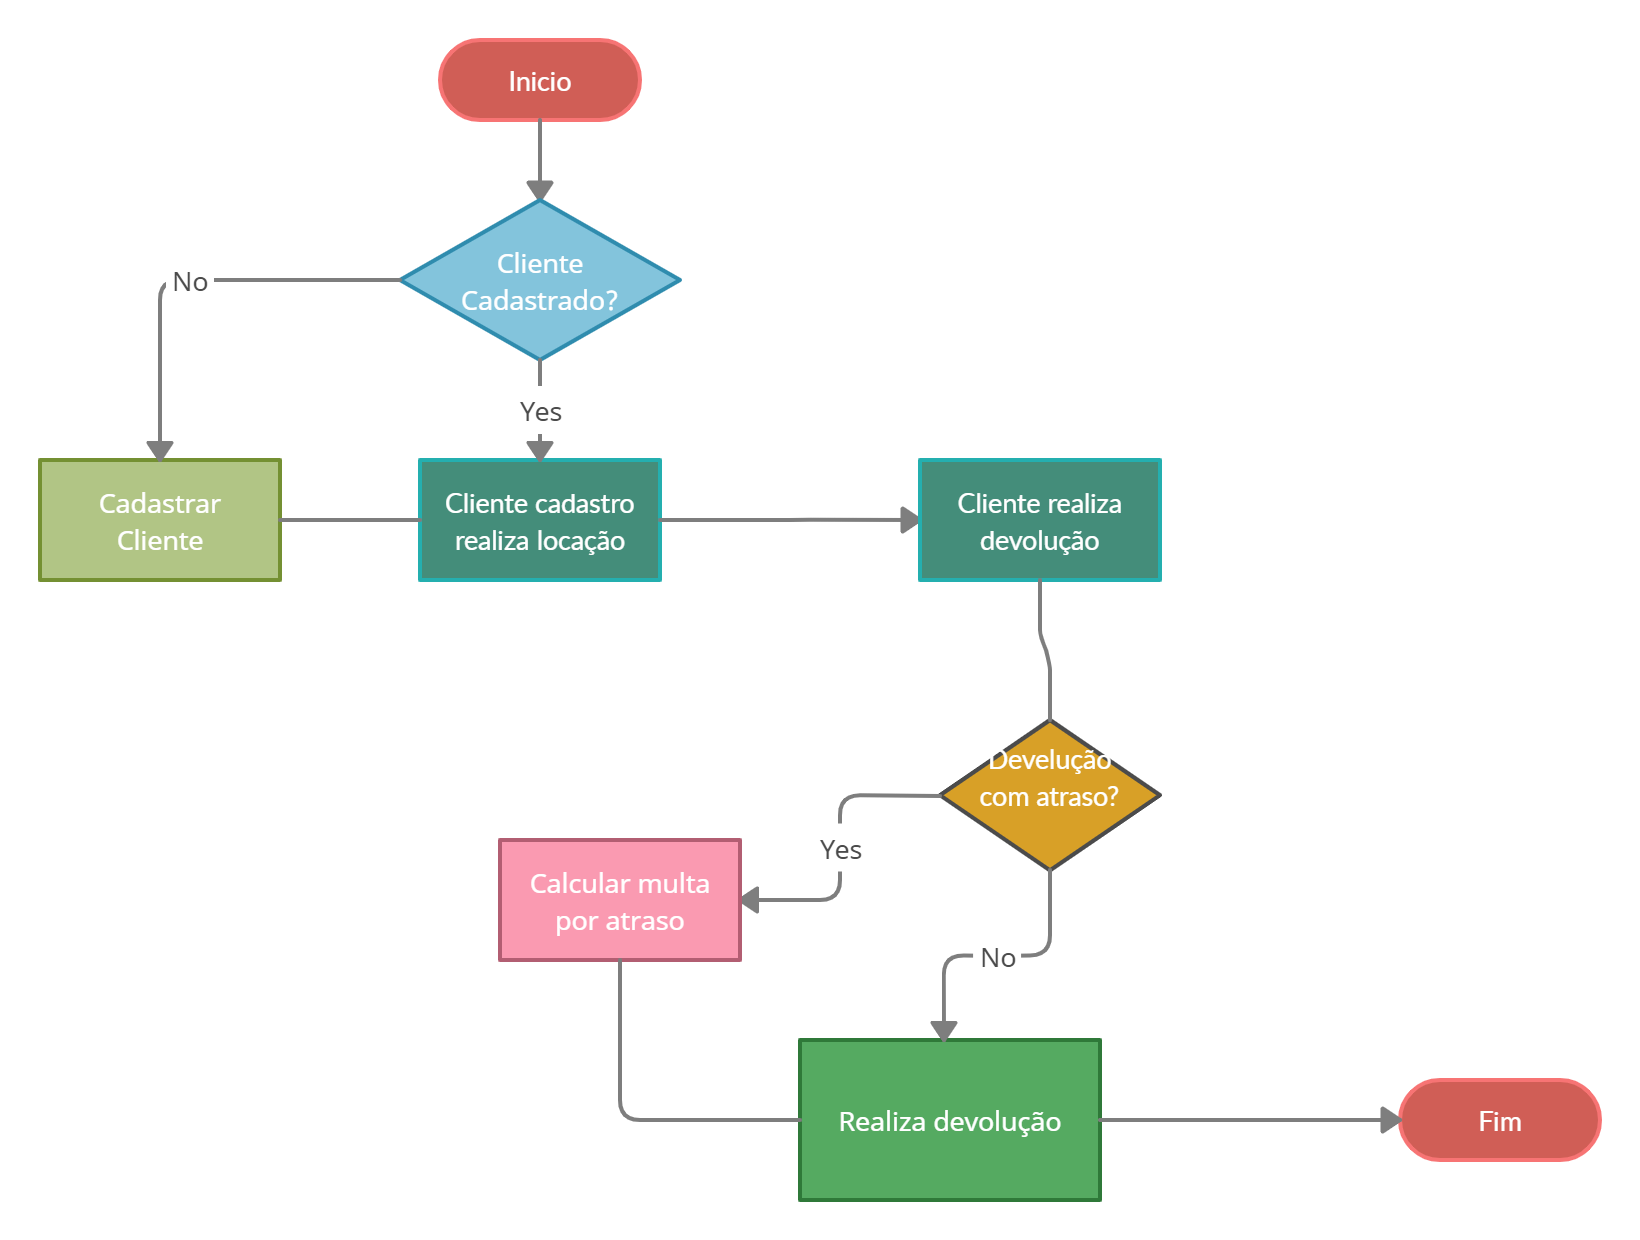 Inicio
Cliente
Cadastrado?
No
Yes
Cadastrar
Cliente
Cliente cadastro
realiza locação
Cliente realiza
devolução
Develução
com atraso?
Yes
Calcular multa
por atraso
No
Realiza devolução
Fim